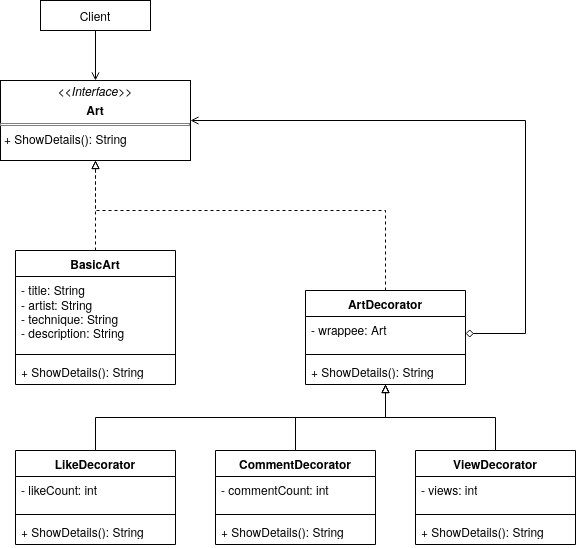 Client
<<Interface>>
Art
+ ShowDetails(): String
BasicArt
- title: String
- artist: String
- technique: String
- description: String
+ ShowDetails(): String
ArtDecorator
- wrappee: Art
+ ShowDetails(): String
LikeDecorator
- likeCount: int
+ ShowDetails(): String
CommentDecorator
- commentCount: int
+ ShowDetails(): String
ViewDecorator
- views: int
+ ShowDetails(): String